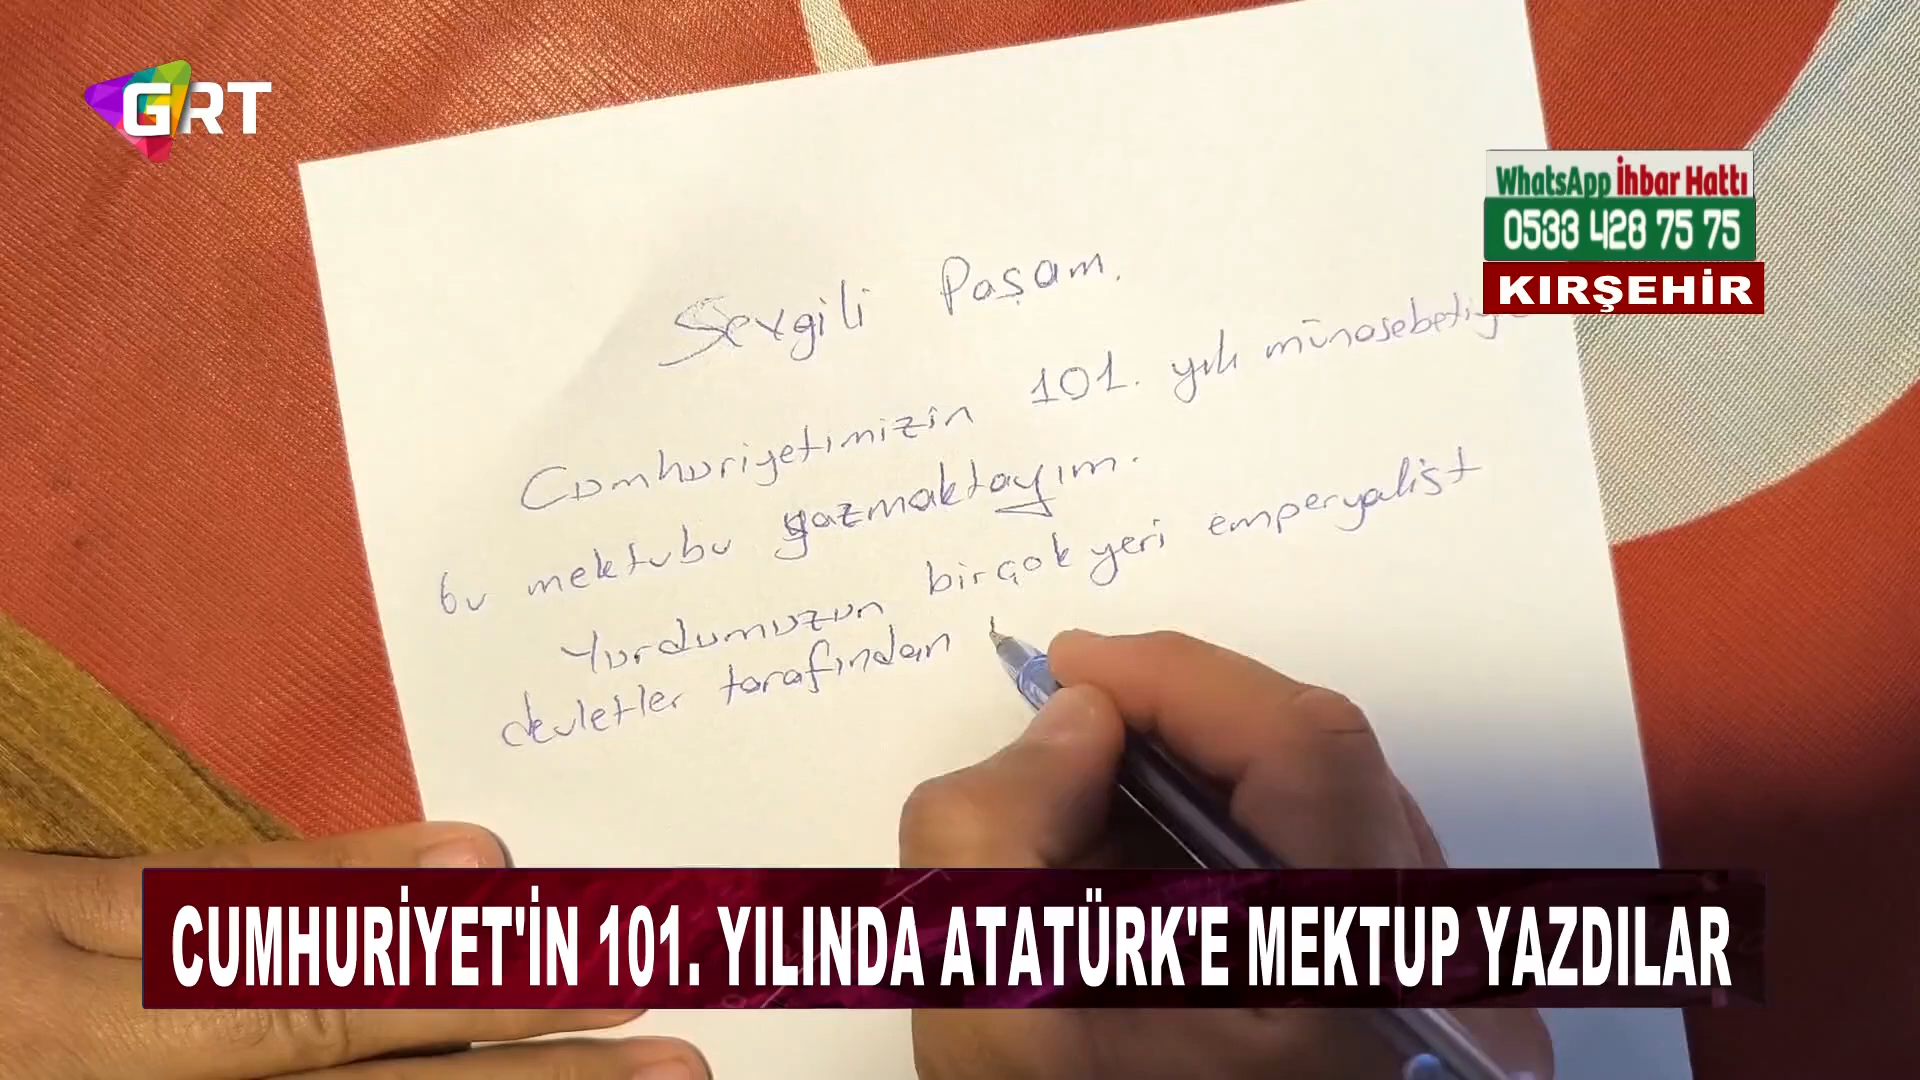 GRT
WhatsApp İhbar Hattı
0533 428 75 75
KIRŞEHİR
Sevgili Paşam.
Cumhuriyetimizin 101. yılı
bu mektubu yazmaktayım.
Yurdumuzun birçok yeri emperyalist
devletler tarafından
CUMHURİYET'İN 101. YILINDA ATATÜRK'E MEKTUP YAZDILAR